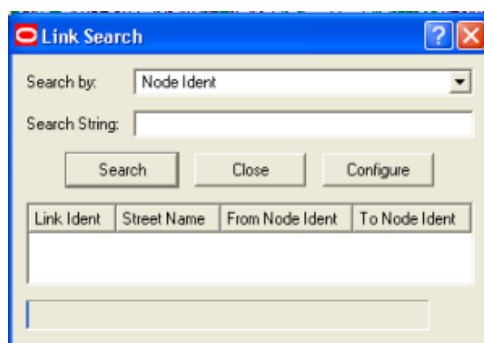 Link Search
Search by: Node Ident
Search String:
Search Close Configure
Link Ident Street Name From Node Ident To Node Ident